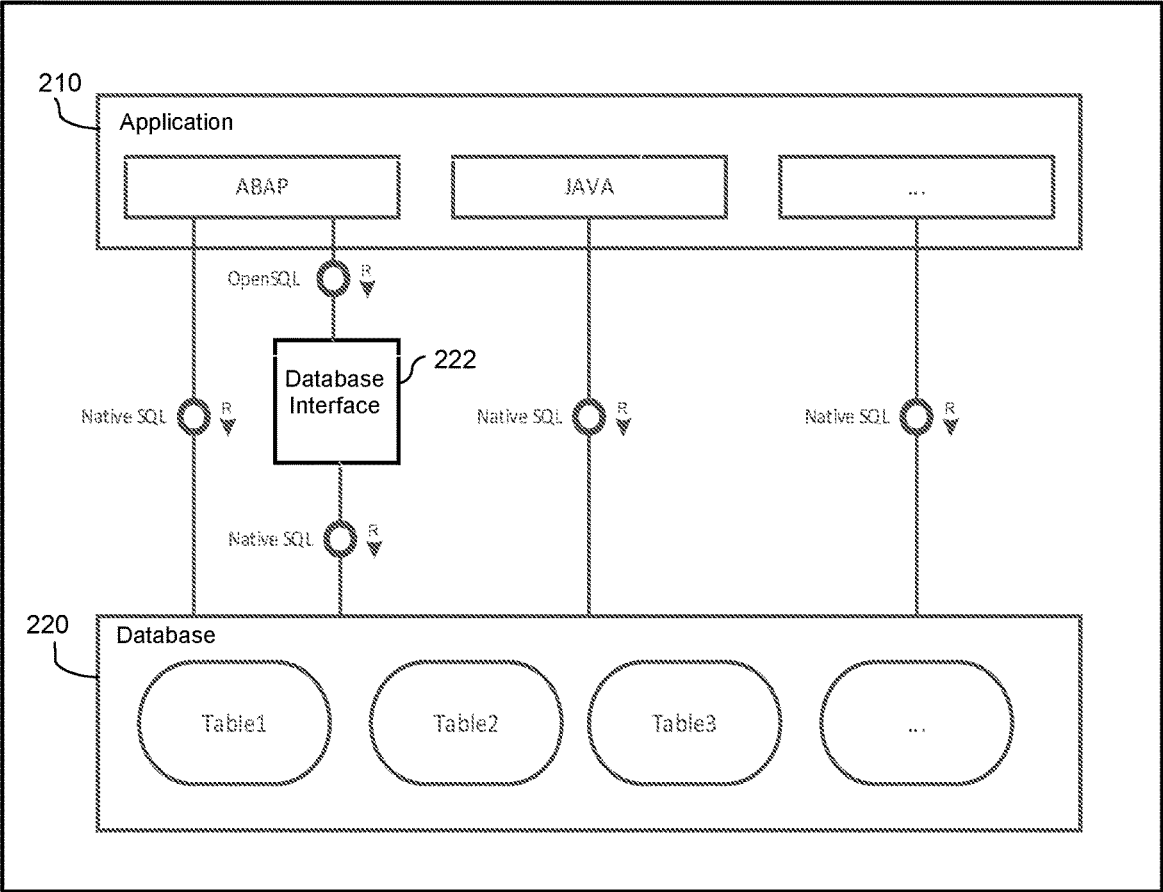 210
Application
ABAP
JAVA
...
OpenSQL
R
222
Database
Interface
Native SQL
R
Native SQL
R
Native SQL
R
Native SQL
R
220
Database
Table1
Table2
Table3
...